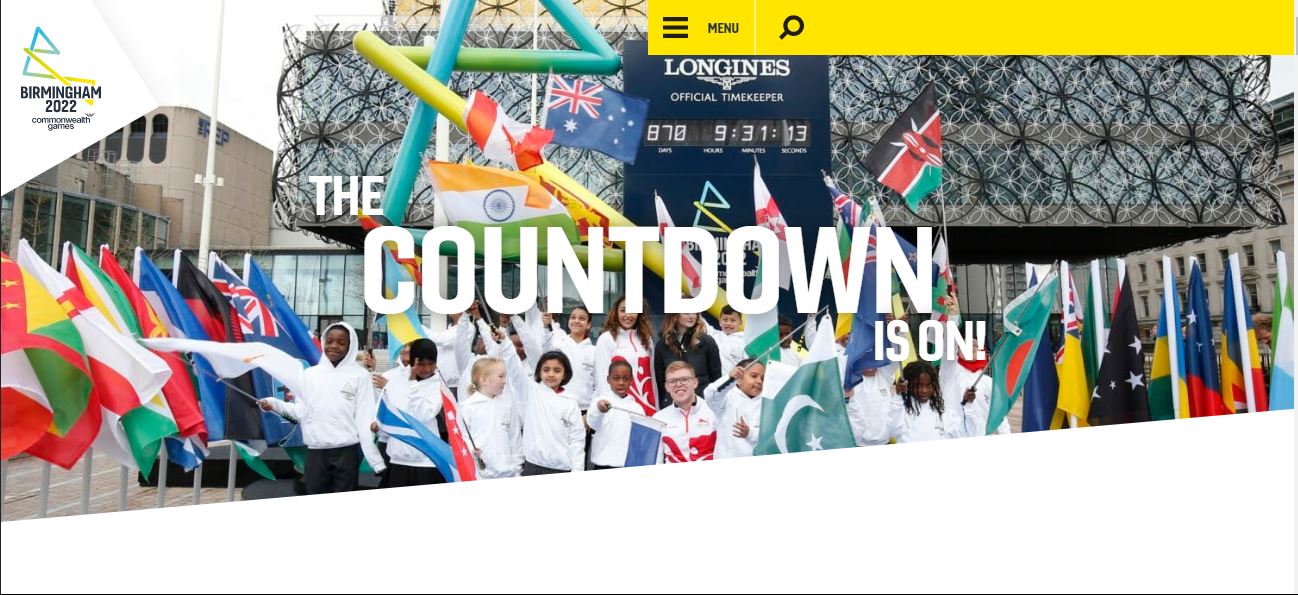 BIRMINGHAM
2022
commonwealth
games
MENU
LONGINES
OFFICIAL TIMEKEEPER
870 9:31:13
DAYS HOURS MINUTES SECONDS
THE
COUNTDOWN
IS ON!